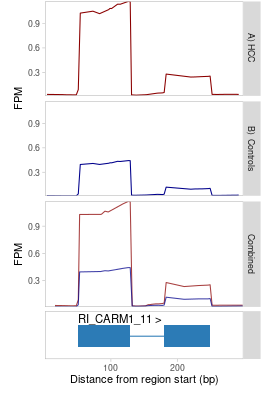 0.9
0.6
0.3
A) HCC
FPM
0.9
0.6
0.3
B) Controls
0.9
0.6
0.3
Combined
FPM
RI_CARM1_11 >
100
200
Distance from region start (bp)